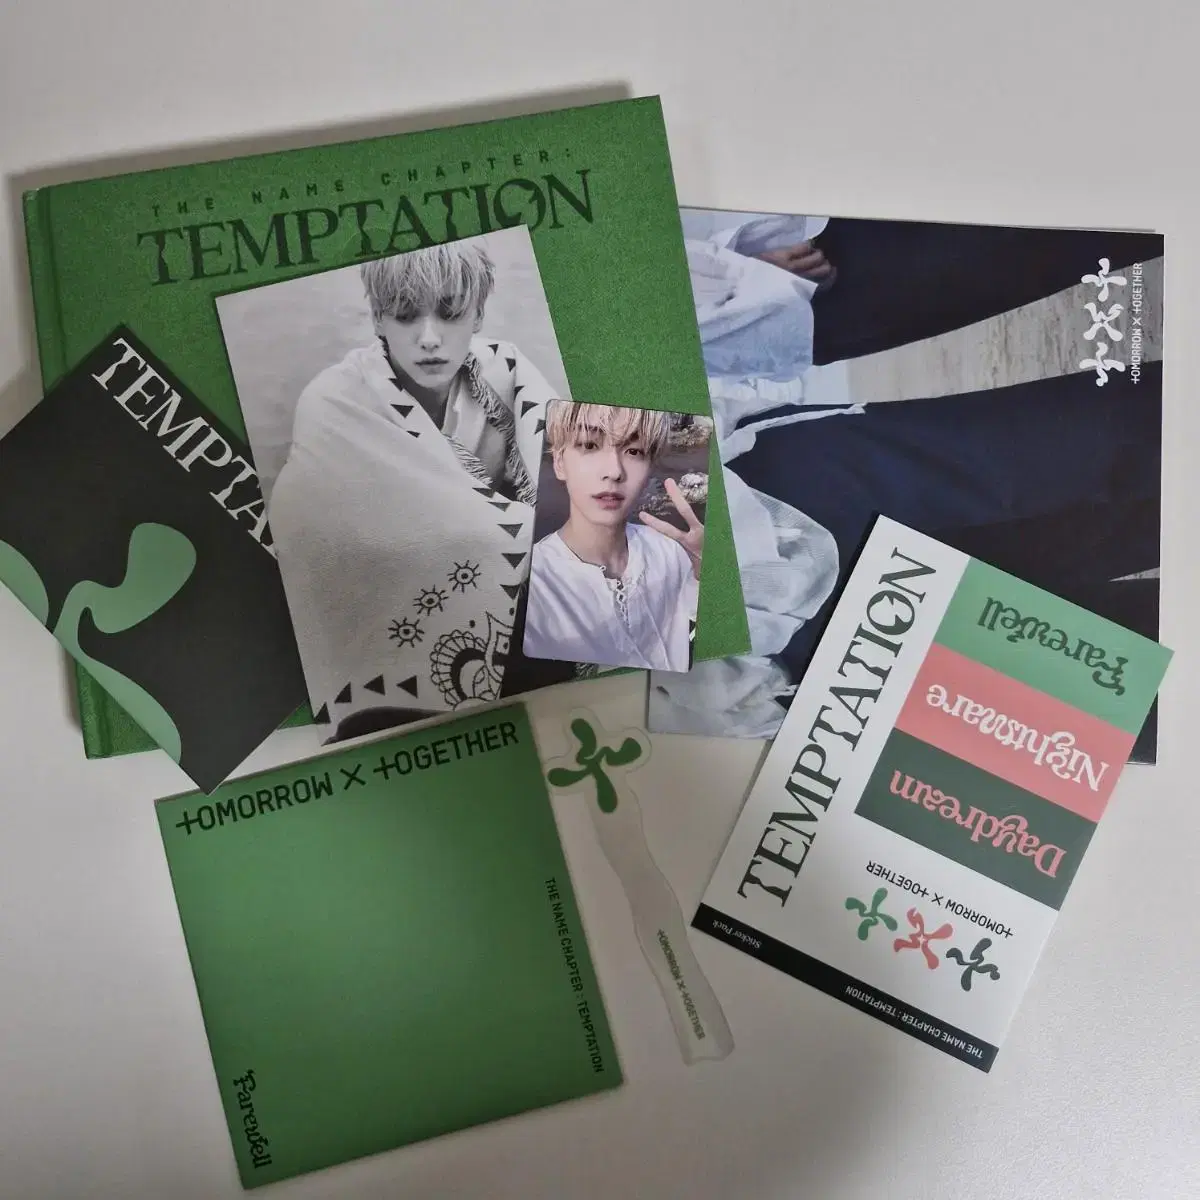 THE NAME CHAPTER:
TEMPTATION
TEMPTA
TOMORROW X TOGETHER
TOMORROW X TOGETHER
THE NAME CHAPTER : TEMPTATION
Farewell
TOMORROW X TOGETHER
TEMPTATION
Farewell
Nightmare
Daydream
TOMORROW X TOGETHER
Sticker Pack
THE NAME CHAPTER : TEMPTATION